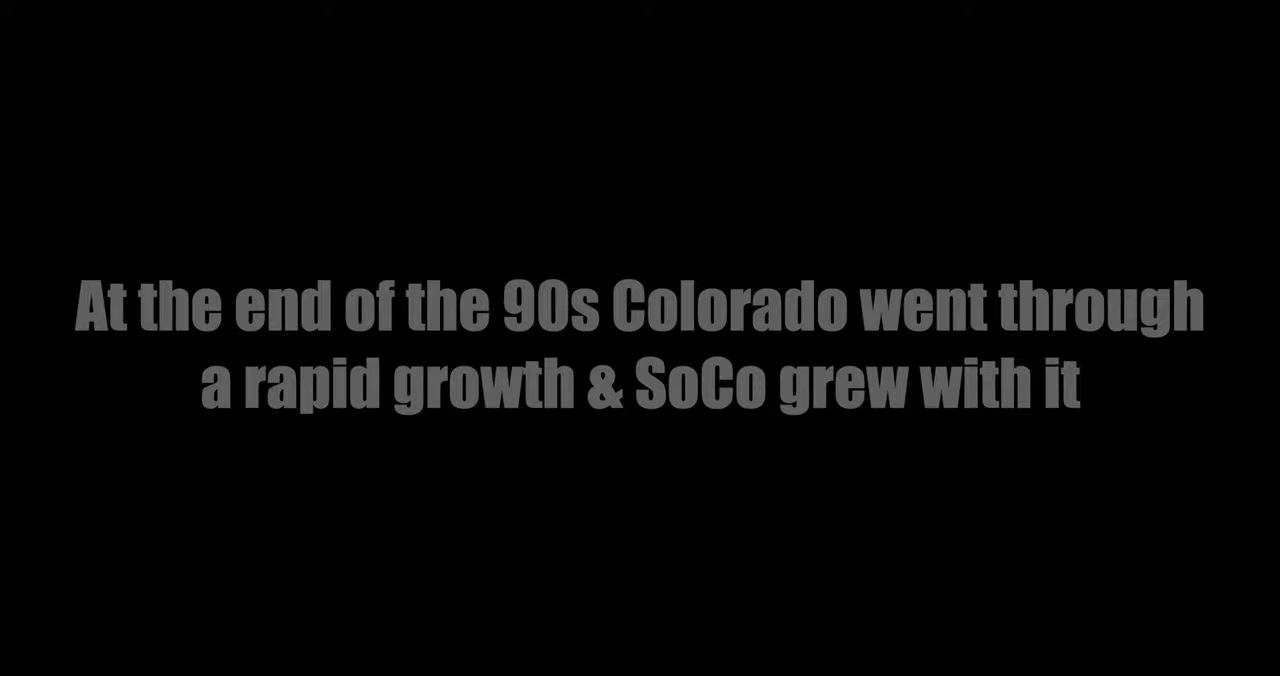 At the end of the 90s Colorado went through
a rapid growth & SoCo grew with it